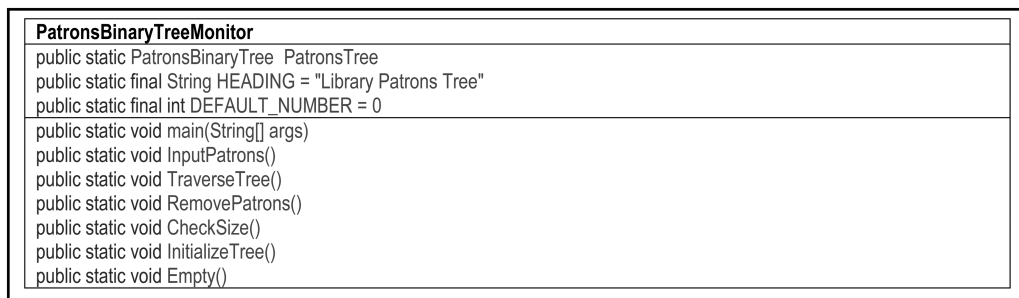 PatronsBinaryTreeMonitor
public static PatronsBinaryTree PatronsTree
public static final String HEADING = "Library Patrons Tree"
public static final int DEFAULT_NUMBER = 0
public static void main(String[] args)
public static void InputPatrons()
public static void TraverseTree()
public static void RemovePatrons()
public static void CheckSize()
public static void InitializeTree()
public static void Empty()